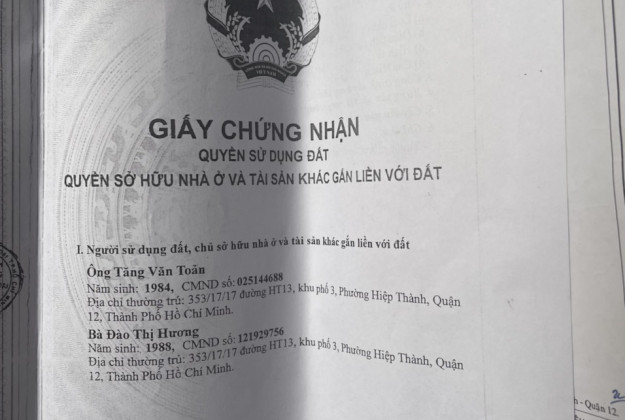 GIẤY CHỨNG NHẬN
QUYỀN SỬ DỤNG ĐẤT
QUYỀN SỞ HỮU NHÀ Ở VÀ TÀI SẢN KHÁC GẮN LIỀN VỚI ĐẤT
I. Người sử dụng đất, chủ sở hữu nhà ở và tài sản khác gắn liền với đất
Ông Tăng Văn Toân
Năm sinh: 1984, CMND số: 025144688
Địa chỉ thường trú: 353/17/17 đường HT13, khu phố 3, Phường Hiệp Thành, Quận
12, Thành Phố Hồ Chí Minh.
Bà Đào Thị Hương
Năm sinh: 1988, CMND số: 121929756
Địa chỉ thường trú: 353/17/17 đường HT13, khu phố 3, Phường Hiệp Thành, Quận
12, Thành Phố Hồ Chí Minh.
- Quận 12